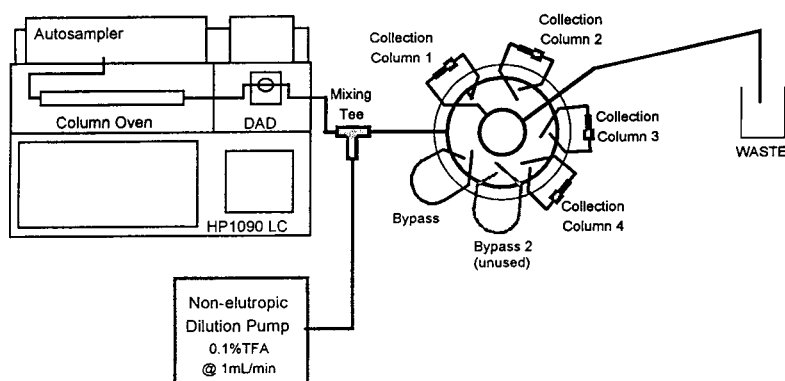 Autosampler
Column Oven
DAD
HP1090 LC
Mixing
Tee
Collection
Column 1
Collection
Column 2
Collection
Column 3
Collection
Column 4
Bypass
Bypass 2
(unused)
WASTE
Non-elutropic
Dilution Pump
0.1%TFA
@ 1mL/min